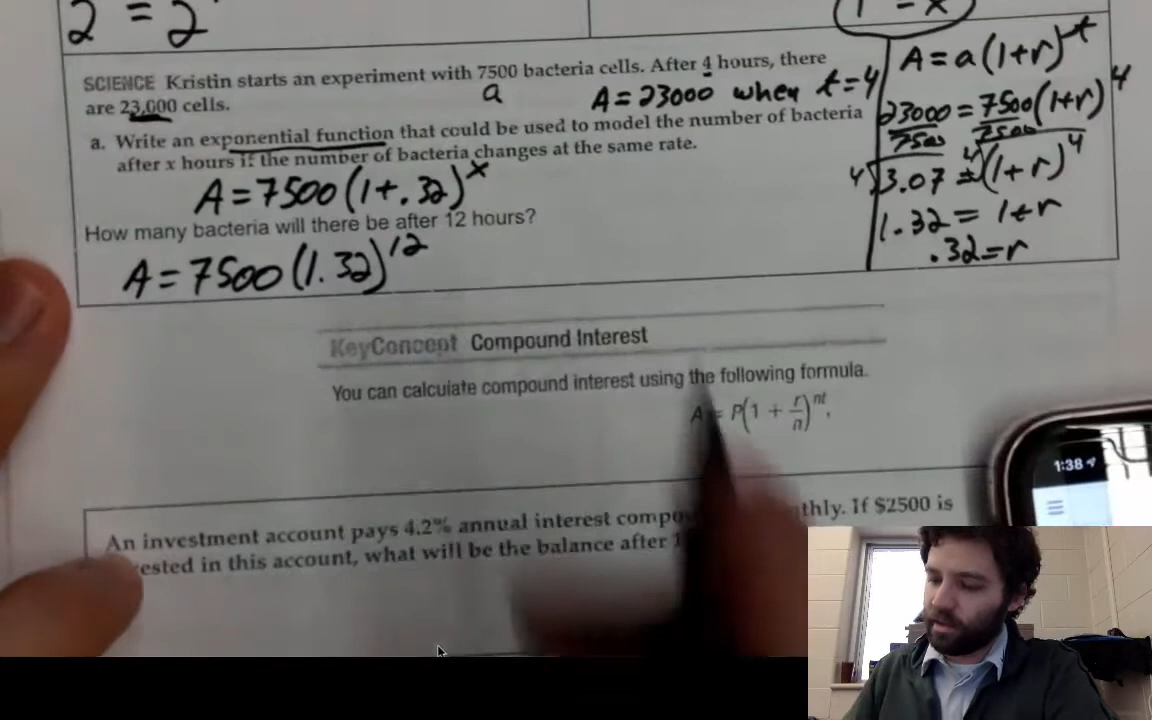 2 = 2
1 = x
SCIENCE Kristin starts an experiment with 7500 bacteria cells. After 4 hours, there
are 23,000 cells.
a
A = 23000 when t = 4
a. Write an exponential function that could be used to model the number of bacteria
after x hours if the number of bacteria changes at the same rate.
A = 7500 (1 + .32)^x
How many bacteria will there be after 12 hours?
A = 7500 (1.32)^12
A = a (1 + r)^t
23000 = 7500 (1 + r)^4
7500 7500
4√3.07 = 4√(1 + r)^4
1.32 = 1 + r
.32 = r
KeyConcept Compound Interest
You can calculate compound interest using the following formula.
A = P(1 + r/n)^nt,
An investment account pays 4.2% annual interest thly. If $2500 is
in this account, what will be the balance after
1:38